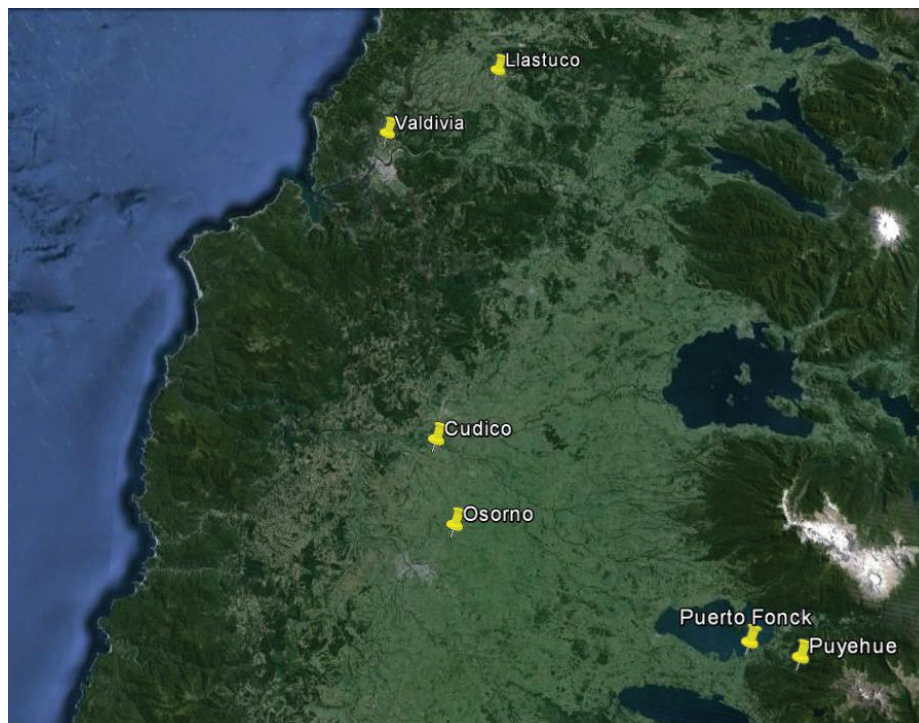 Llastuco
Valdivia
Cudico
Osorno
Puerto Fonck
Puyehue